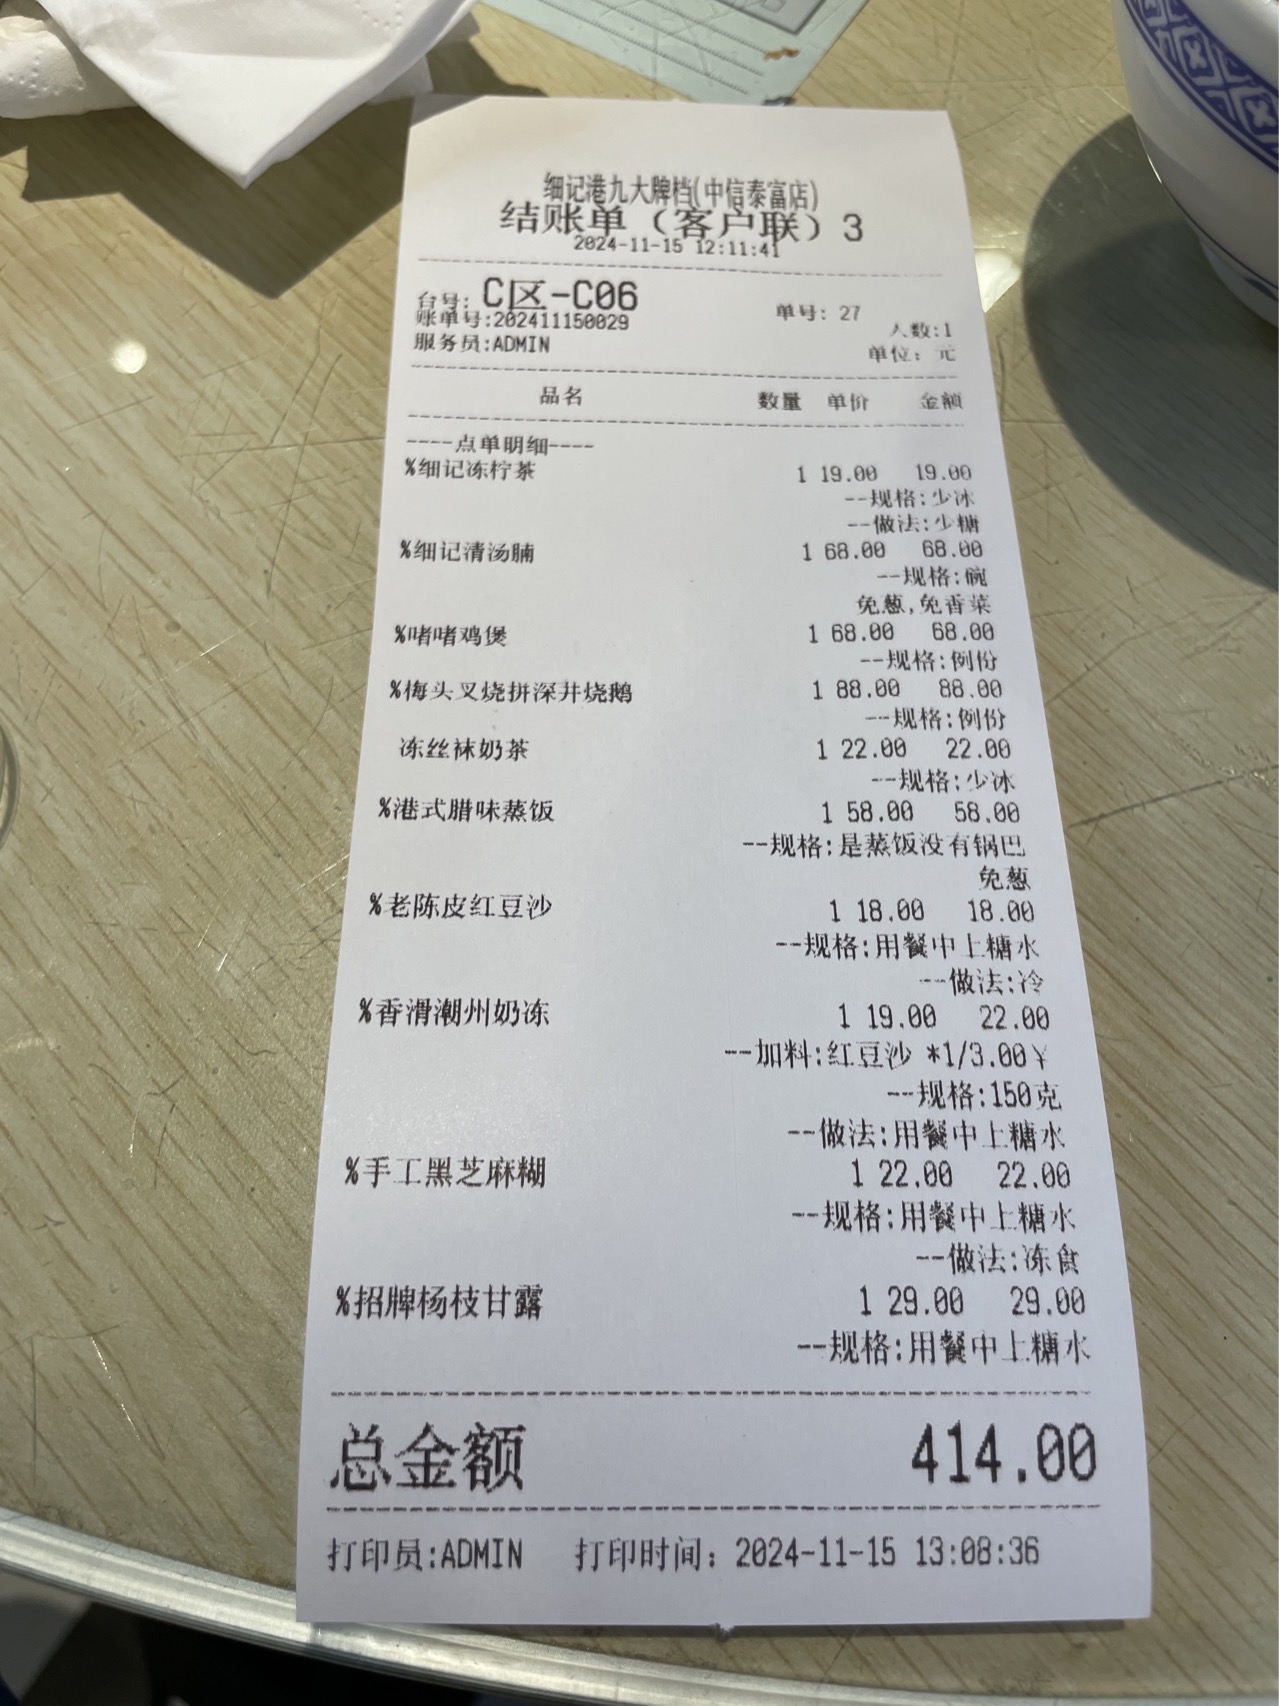 细记港九大牌档(中信泰富店)
结账单（客户联）3
2024-11-15 12:11:41
台号: C区-C06 单号: 27
账单号:202411150029 人数:1
服务员:ADMIN 单位: 元
品名 数量 单价 金额
----点单明细----
%细记冻柠茶 1 19.00 19.00
--规格:少冰
--做法:少糖
%细记清汤腩 1 68.00 68.00
--规格:碗
免葱,免香菜
%啫啫鸡煲 1 68.00 68.00
--规格:例份
%梅头叉烧拼深井烧鹅 1 88.00 88.00
--规格:例份
冻丝袜奶茶 1 22.00 22.00
--规格:少冰
%港式腊味蒸饭 1 58.00 58.00
--规格:是蒸饭没有锅巴
免葱
%老陈皮红豆沙 1 18.00 18.00
--规格:用餐中上糖水
--做法:冷
%香滑潮州奶冻 1 19.00 22.00
--加料:红豆沙 *1/3.00¥
--规格:150克
--做法:用餐中上糖水
%手工黑芝麻糊 1 22.00 22.00
--规格:用餐中上糖水
--做法:冻食
%招牌杨枝甘露 1 29.00 29.00
--规格:用餐中上糖水
总金额 414.00
打印员:ADMIN 打印时间: 2024-11-15 13:08:36